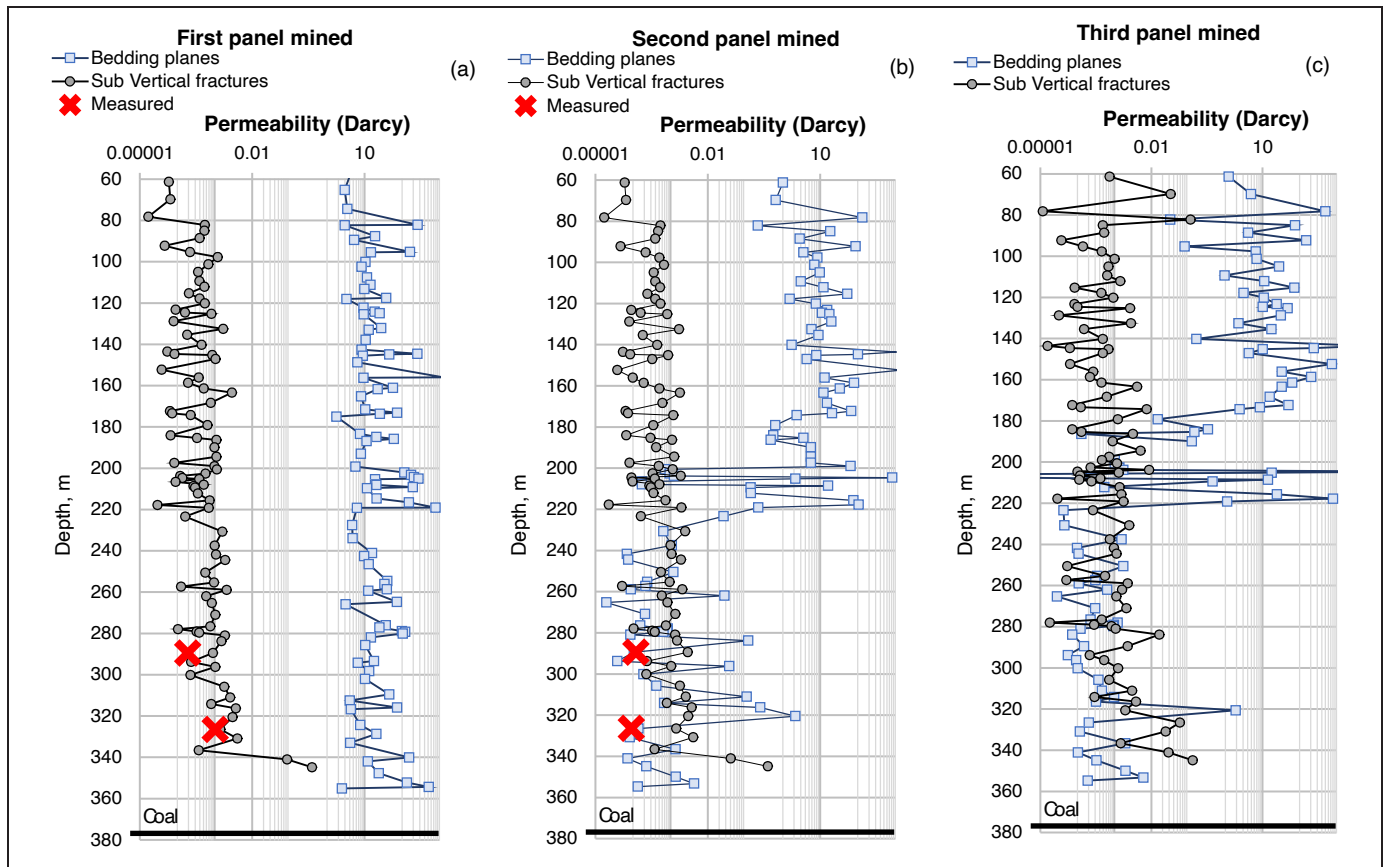 First panel mined
Bedding planes
Sub Vertical fractures
Measured
(a)
Permeability (Darcy)
0.00001 0.01 10
60
80
100
120
140
160
180
200
220
240
260
280
300
320
340
360
380
Depth, m
Coal
Second panel mined
Bedding planes
Sub Vertical fractures
Measured
(b)
Permeability (Darcy)
0.00001 0.01 10
60
80
100
120
140
160
180
200
220
240
260
280
300
320
340
360
380
Depth, m
Coal
Third panel mined
Bedding planes
Sub Vertical fractures
(c)
Permeability (Darcy)
0.00001 0.01 10
60
80
100
120
140
160
180
200
220
240
260
280
300
320
340
360
380
Depth, m
Coal